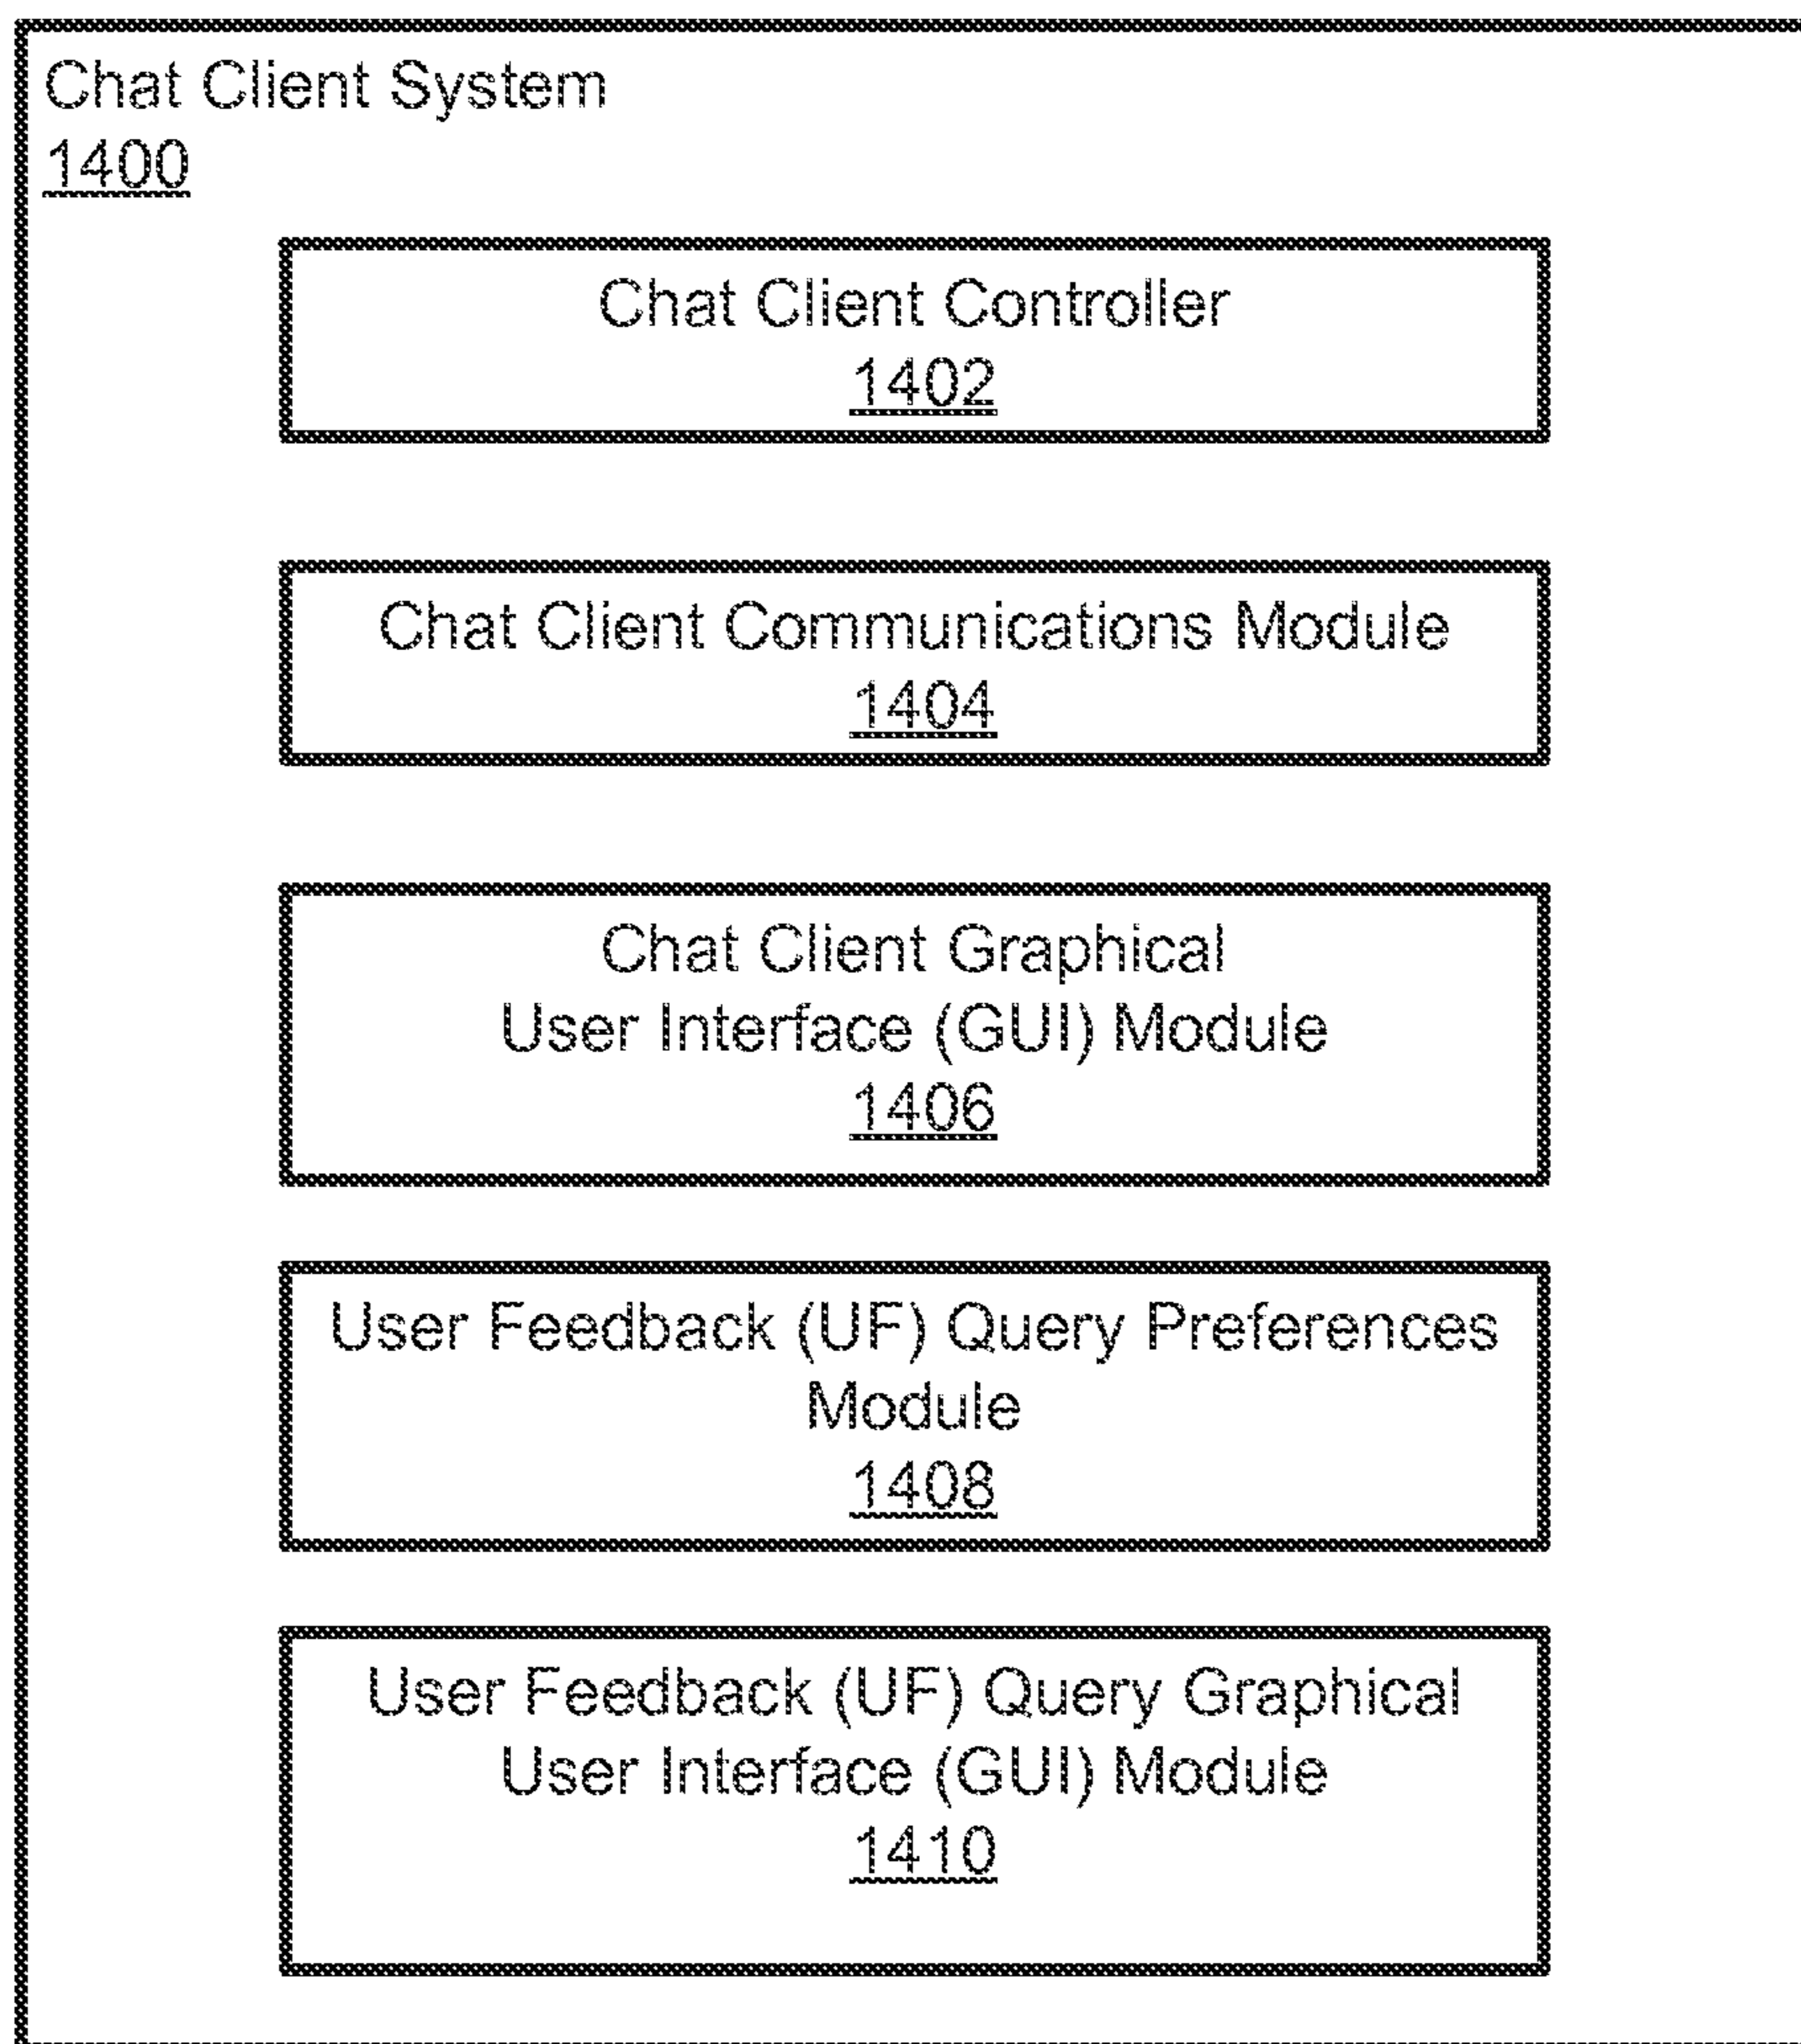 Chat Client System
1400
Chat Client Controller
1402
Chat Client Communications Module
1404
Chat Client Graphical
User Interface (GUI) Module
1406
User Feedback (UF) Query Preferences
Module
1408
User Feedback (UF) Query Graphical
User Interface (GUI) Module
1410